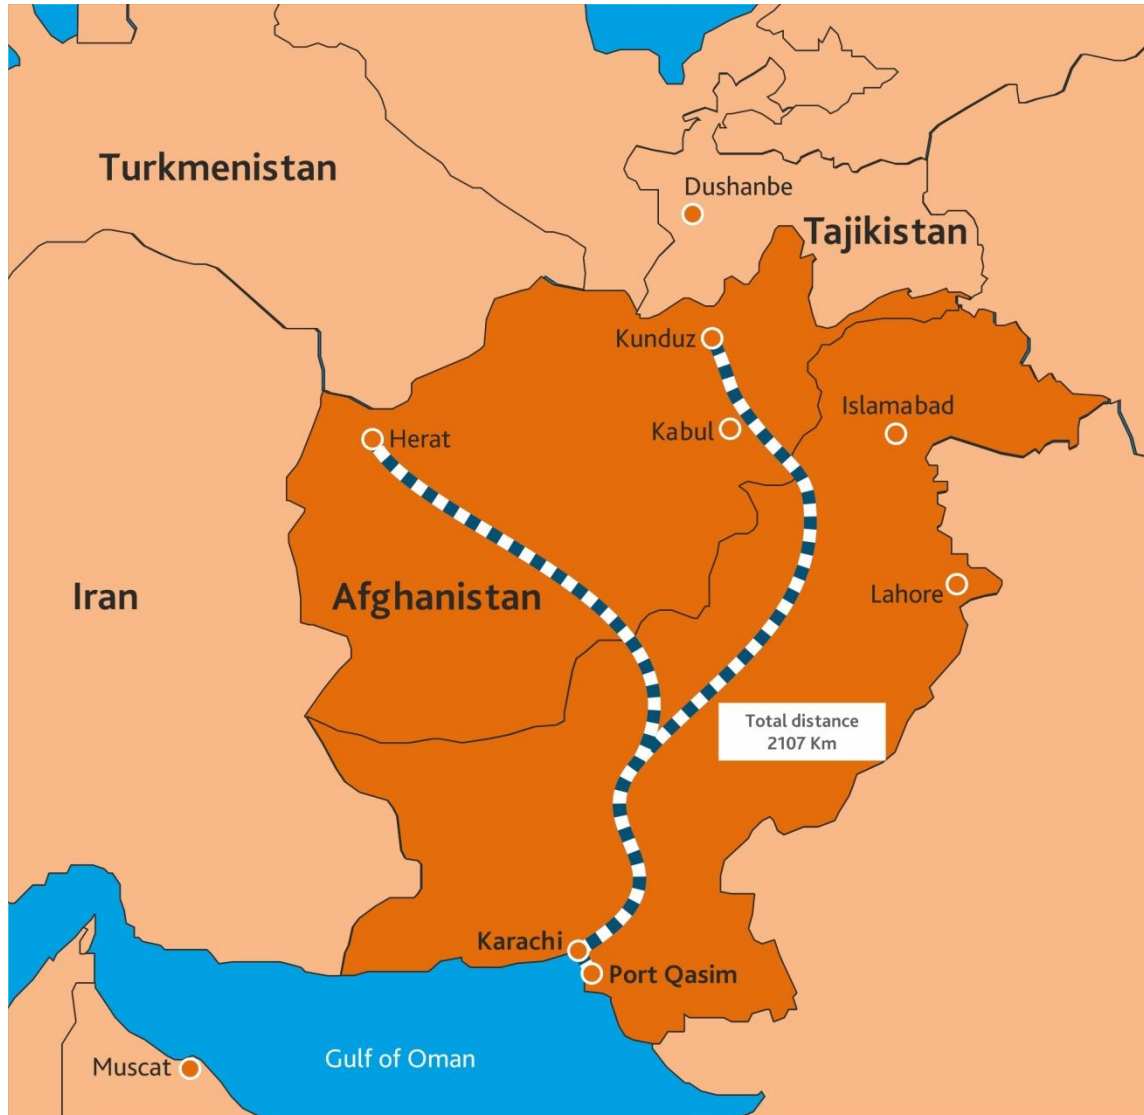 Turkmenistan
Dushanbe
Tajikistan
Kunduz
Islamabad
Kabul
Herat
Iran
Afghanistan
Lahore
Total distance
2107 Km
Karachi
Port Qasim
Gulf of Oman
Muscat